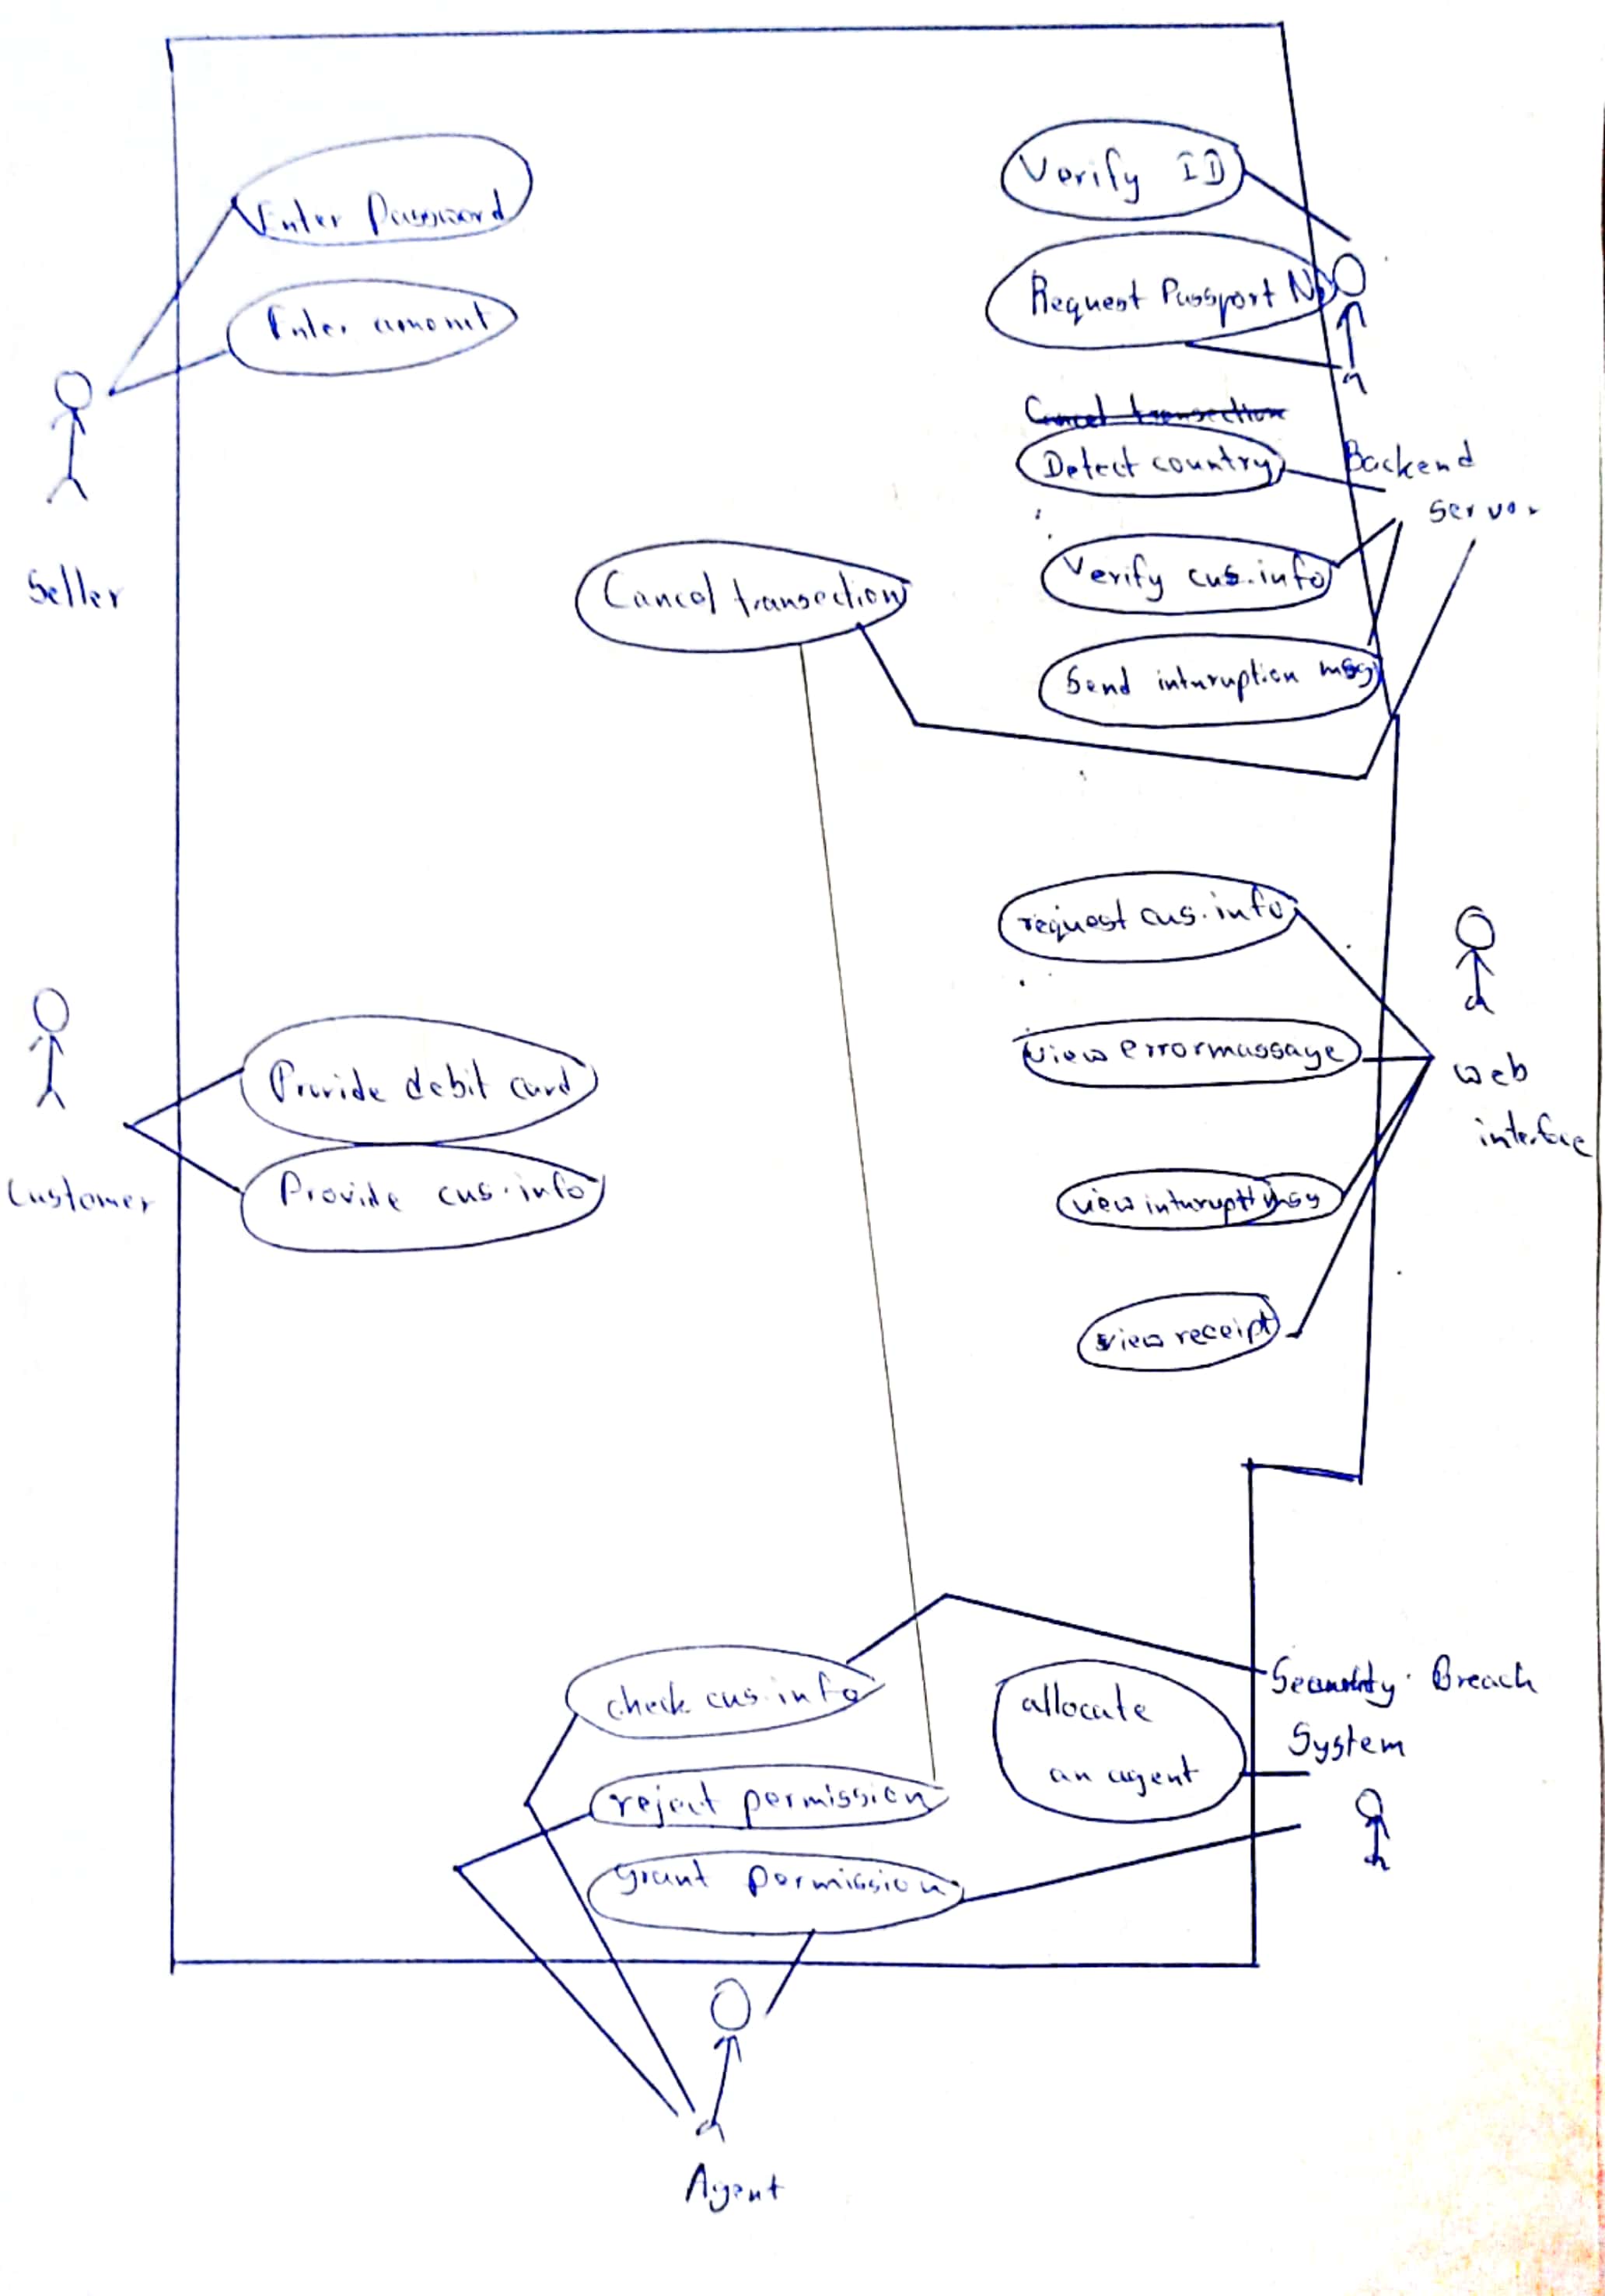 Enter Password
Verify ID
Request Passport No
Enter amount
Cancel transection
Detect country
Backend
Server
Verify cus.info
Seller
Cancel transection
Send inturuption msg
request cus.info
view errormassage
web
interface
Provide debit card
Customer
Provide cus.info
view inturupti msg
view receipt
check cus.info
allocate
an agent
Security Breach
System
reject permission
grant permission
Agent